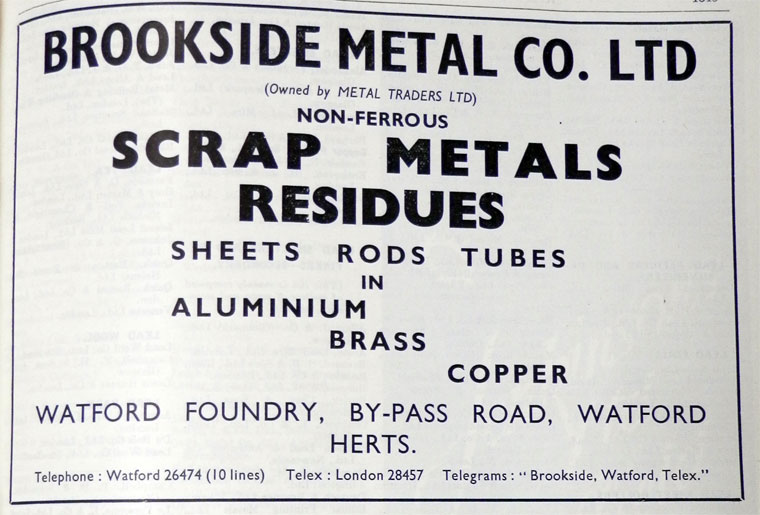 BROOKSIDE METAL CO. LTD
(Owned by METAL TRADERS LTD)
NON-FERROUS
SCRAP METALS
RESIDUES
SHEETS RODS TUBES
IN
ALUMINIUM
BRASS
COPPER
WATFORD FOUNDRY, BY-PASS ROAD, WATFORD
HERTS.
Telephone : Watford 26474 (10 lines) Telex : London 28457 Telegrams : “ Brookside, Watford, Telex.”